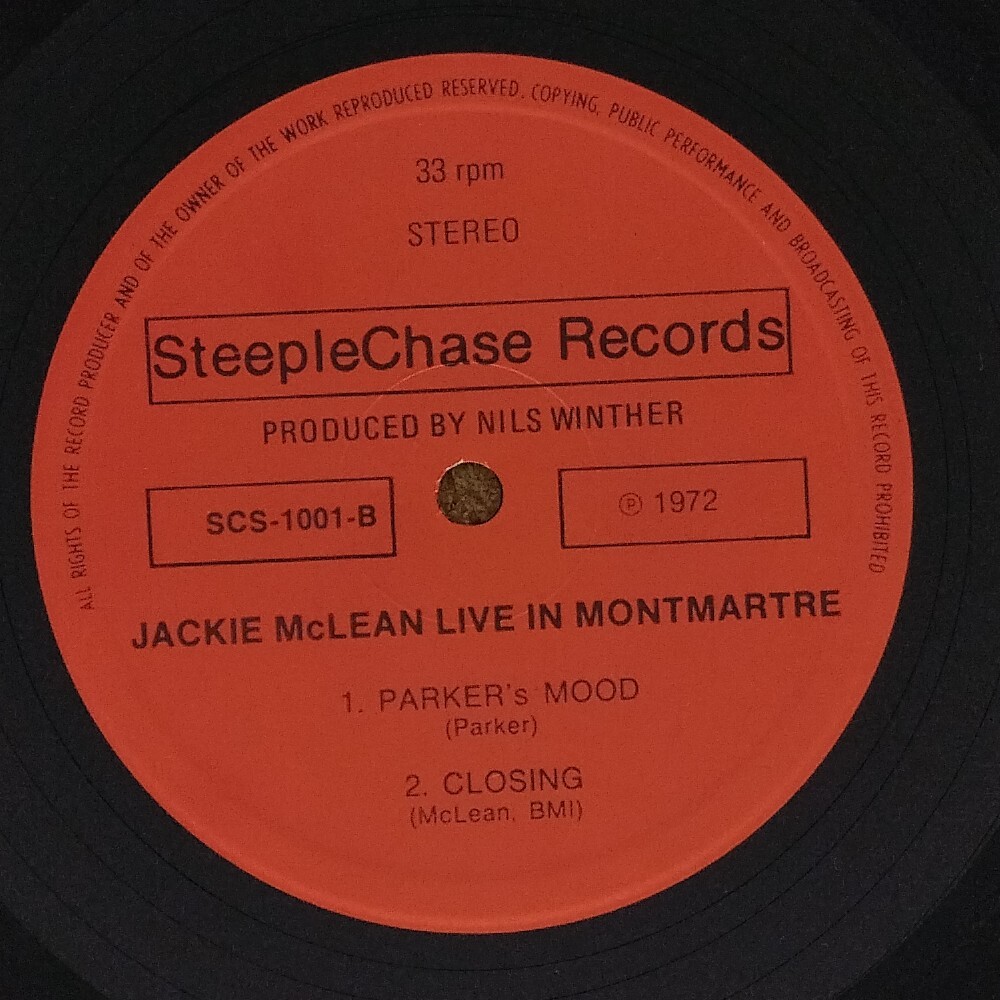 ALL RIGHTS OF THE RECORD PRODUCER AND OF THE OWNER OF THE WORK REPRODUCED RESERVED. COPYING, PUBLIC PERFORMANCE AND BROADCASTING OF THIS RECORD PROHIBITED
33 rpm
STEREO
SteepleChase Records
PRODUCED BY NILS WINTHER
SCS-1001-B
Ⓟ 1972
JACKIE McLEAN LIVE IN MONTMARTRE
1. PARKER's MOOD
(Parker)
2. CLOSING
(McLean, BMI)